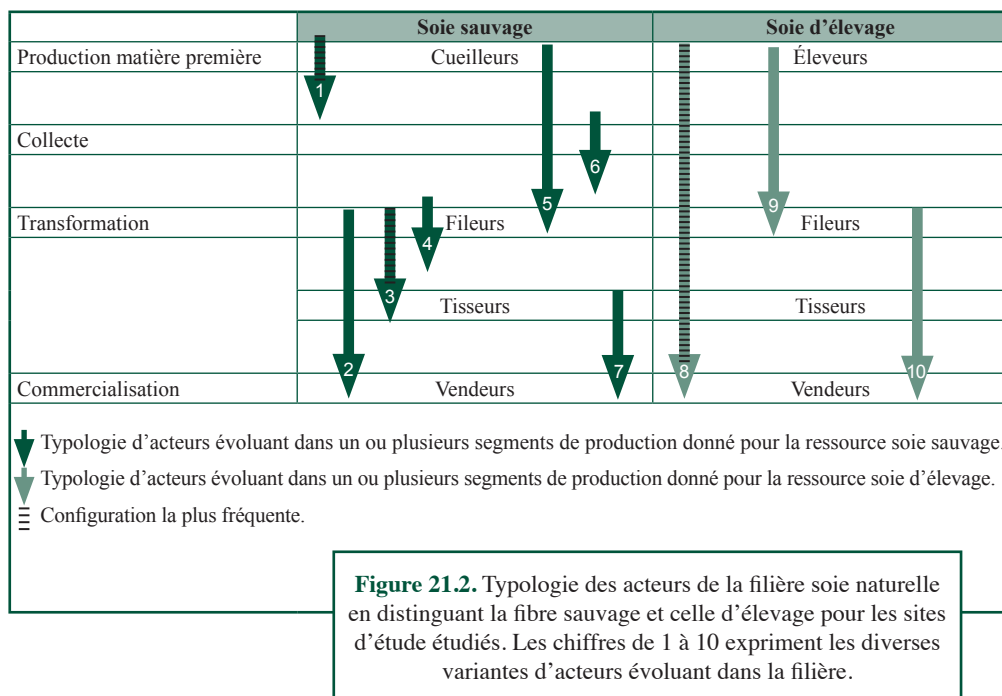 Soie sauvage Soie d'élevage
Production matière première Cueilleurs Éleveurs
1
Collecte
6
5 9
Transformation Fileurs Fileurs
4
3
Tisseurs Tisseurs
2 7 8 10
Commercialisation Vendeurs Vendeurs
Typologie d'acteurs évoluant dans un ou plusieurs segments de production donné pour la ressource soie sauvage.
Typologie d'acteurs évoluant dans un ou plusieurs segments de production donné pour la ressource soie d'élevage.
Configuration la plus fréquente.
Figure 21.2. Typologie des acteurs de la filière soie naturelle
en distinguant la fibre sauvage et celle d'élevage pour les sites
d'étude étudiés. Les chiffres de 1 à 10 expriment les diverses
variantes d'acteurs évoluant dans la filière.